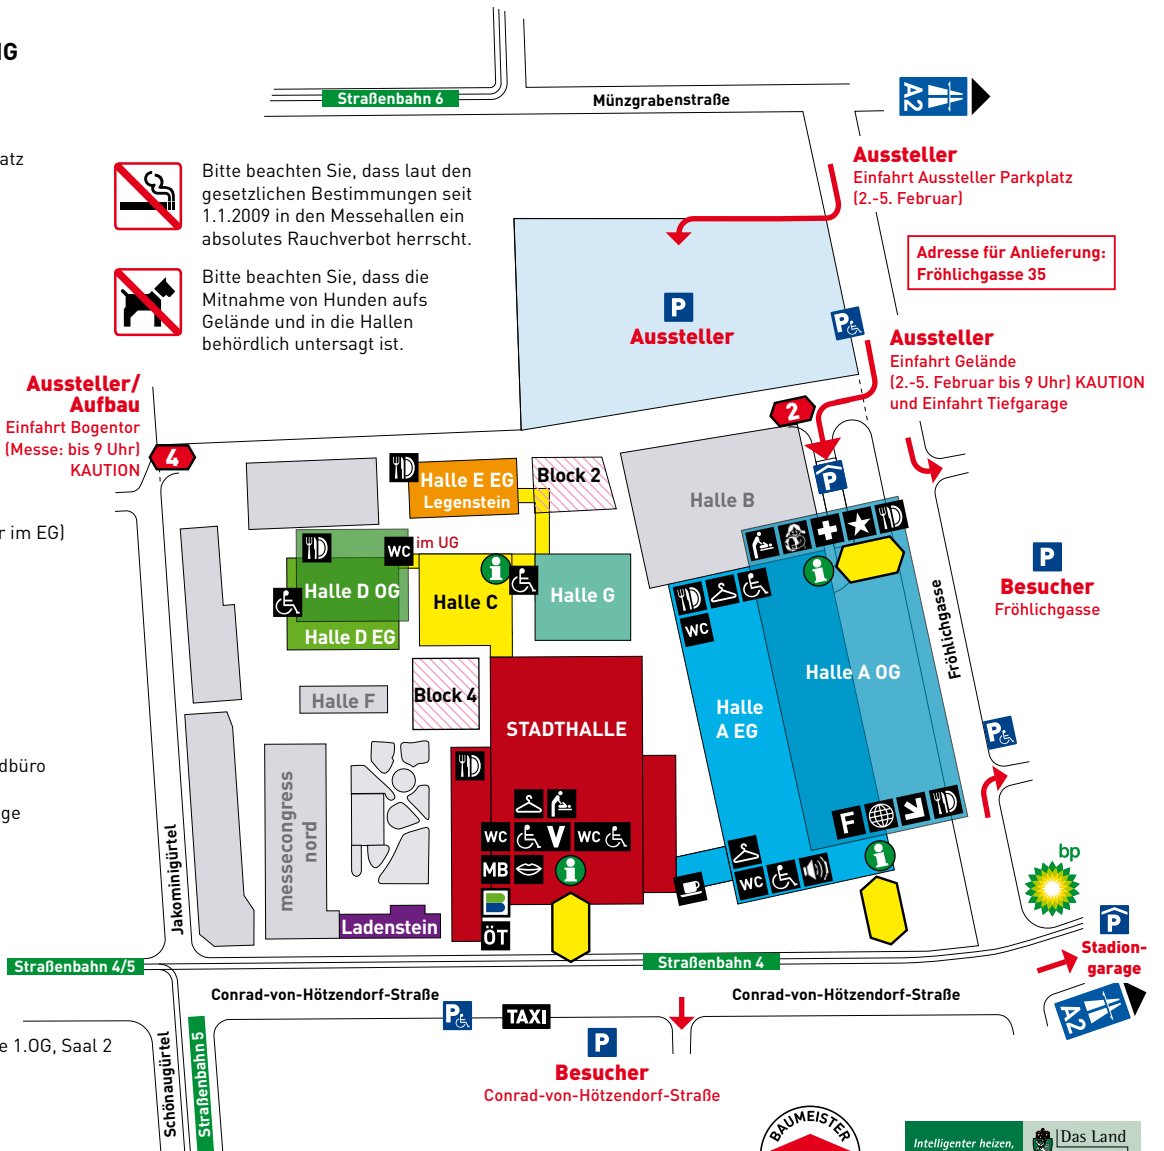 IG
Straßenbahn 6
Münzgrabenstraße
A2
atz
Bitte beachten Sie, dass laut den
gesetzlichen Bestimmungen seit
1.1.2009 in den Messehallen ein
absolutes Rauchverbot herrscht.
Aussteller
Einfahrt Aussteller Parkplatz
(2.-5. Februar)
Adresse für Anlieferung:
Fröhlichgasse 35
Bitte beachten Sie, dass die
Mitnahme von Hunden aufs
Gelände und in die Hallen
behördlich untersagt ist.
P
Aussteller
P
Aussteller
Einfahrt Gelände
(2.-5. Februar bis 9 Uhr) KAUTION
und Einfahrt Tiefgarage
Aussteller/
Aufbau
Einfahrt Bogentor
(Messe: bis 9 Uhr)
KAUTION
4
2
P
Halle E EG
Legenstein
Block 2
Halle B
r im EG)
WC
im UG
i
i
Halle D OG
Halle C
Halle G
Halle D EG
WC
P
Besucher
Fröhlichgasse
Fröhlichgasse
Halle A OG
Halle
A EG
Halle F
Block 4
STADTHALLE
P
dbüro
ge
messecongress
nord
Jakominigürtel
WC
V
WC
MB
i
ÖT
F
i
WC
bp
Ladenstein
P
Stadion-
garage
A2
Straßenbahn 4/5
Straßenbahn 4
Conrad-von-Hötzendorf-Straße
Conrad-von-Hötzendorf-Straße
P
TAXI
P
Besucher
Conrad-von-Hötzendorf-Straße
e 1.OG, Saal 2
Schönaugürtel
Straßenbahn 5
BAUMEISTER
Intelligenter heizen,
Das Land